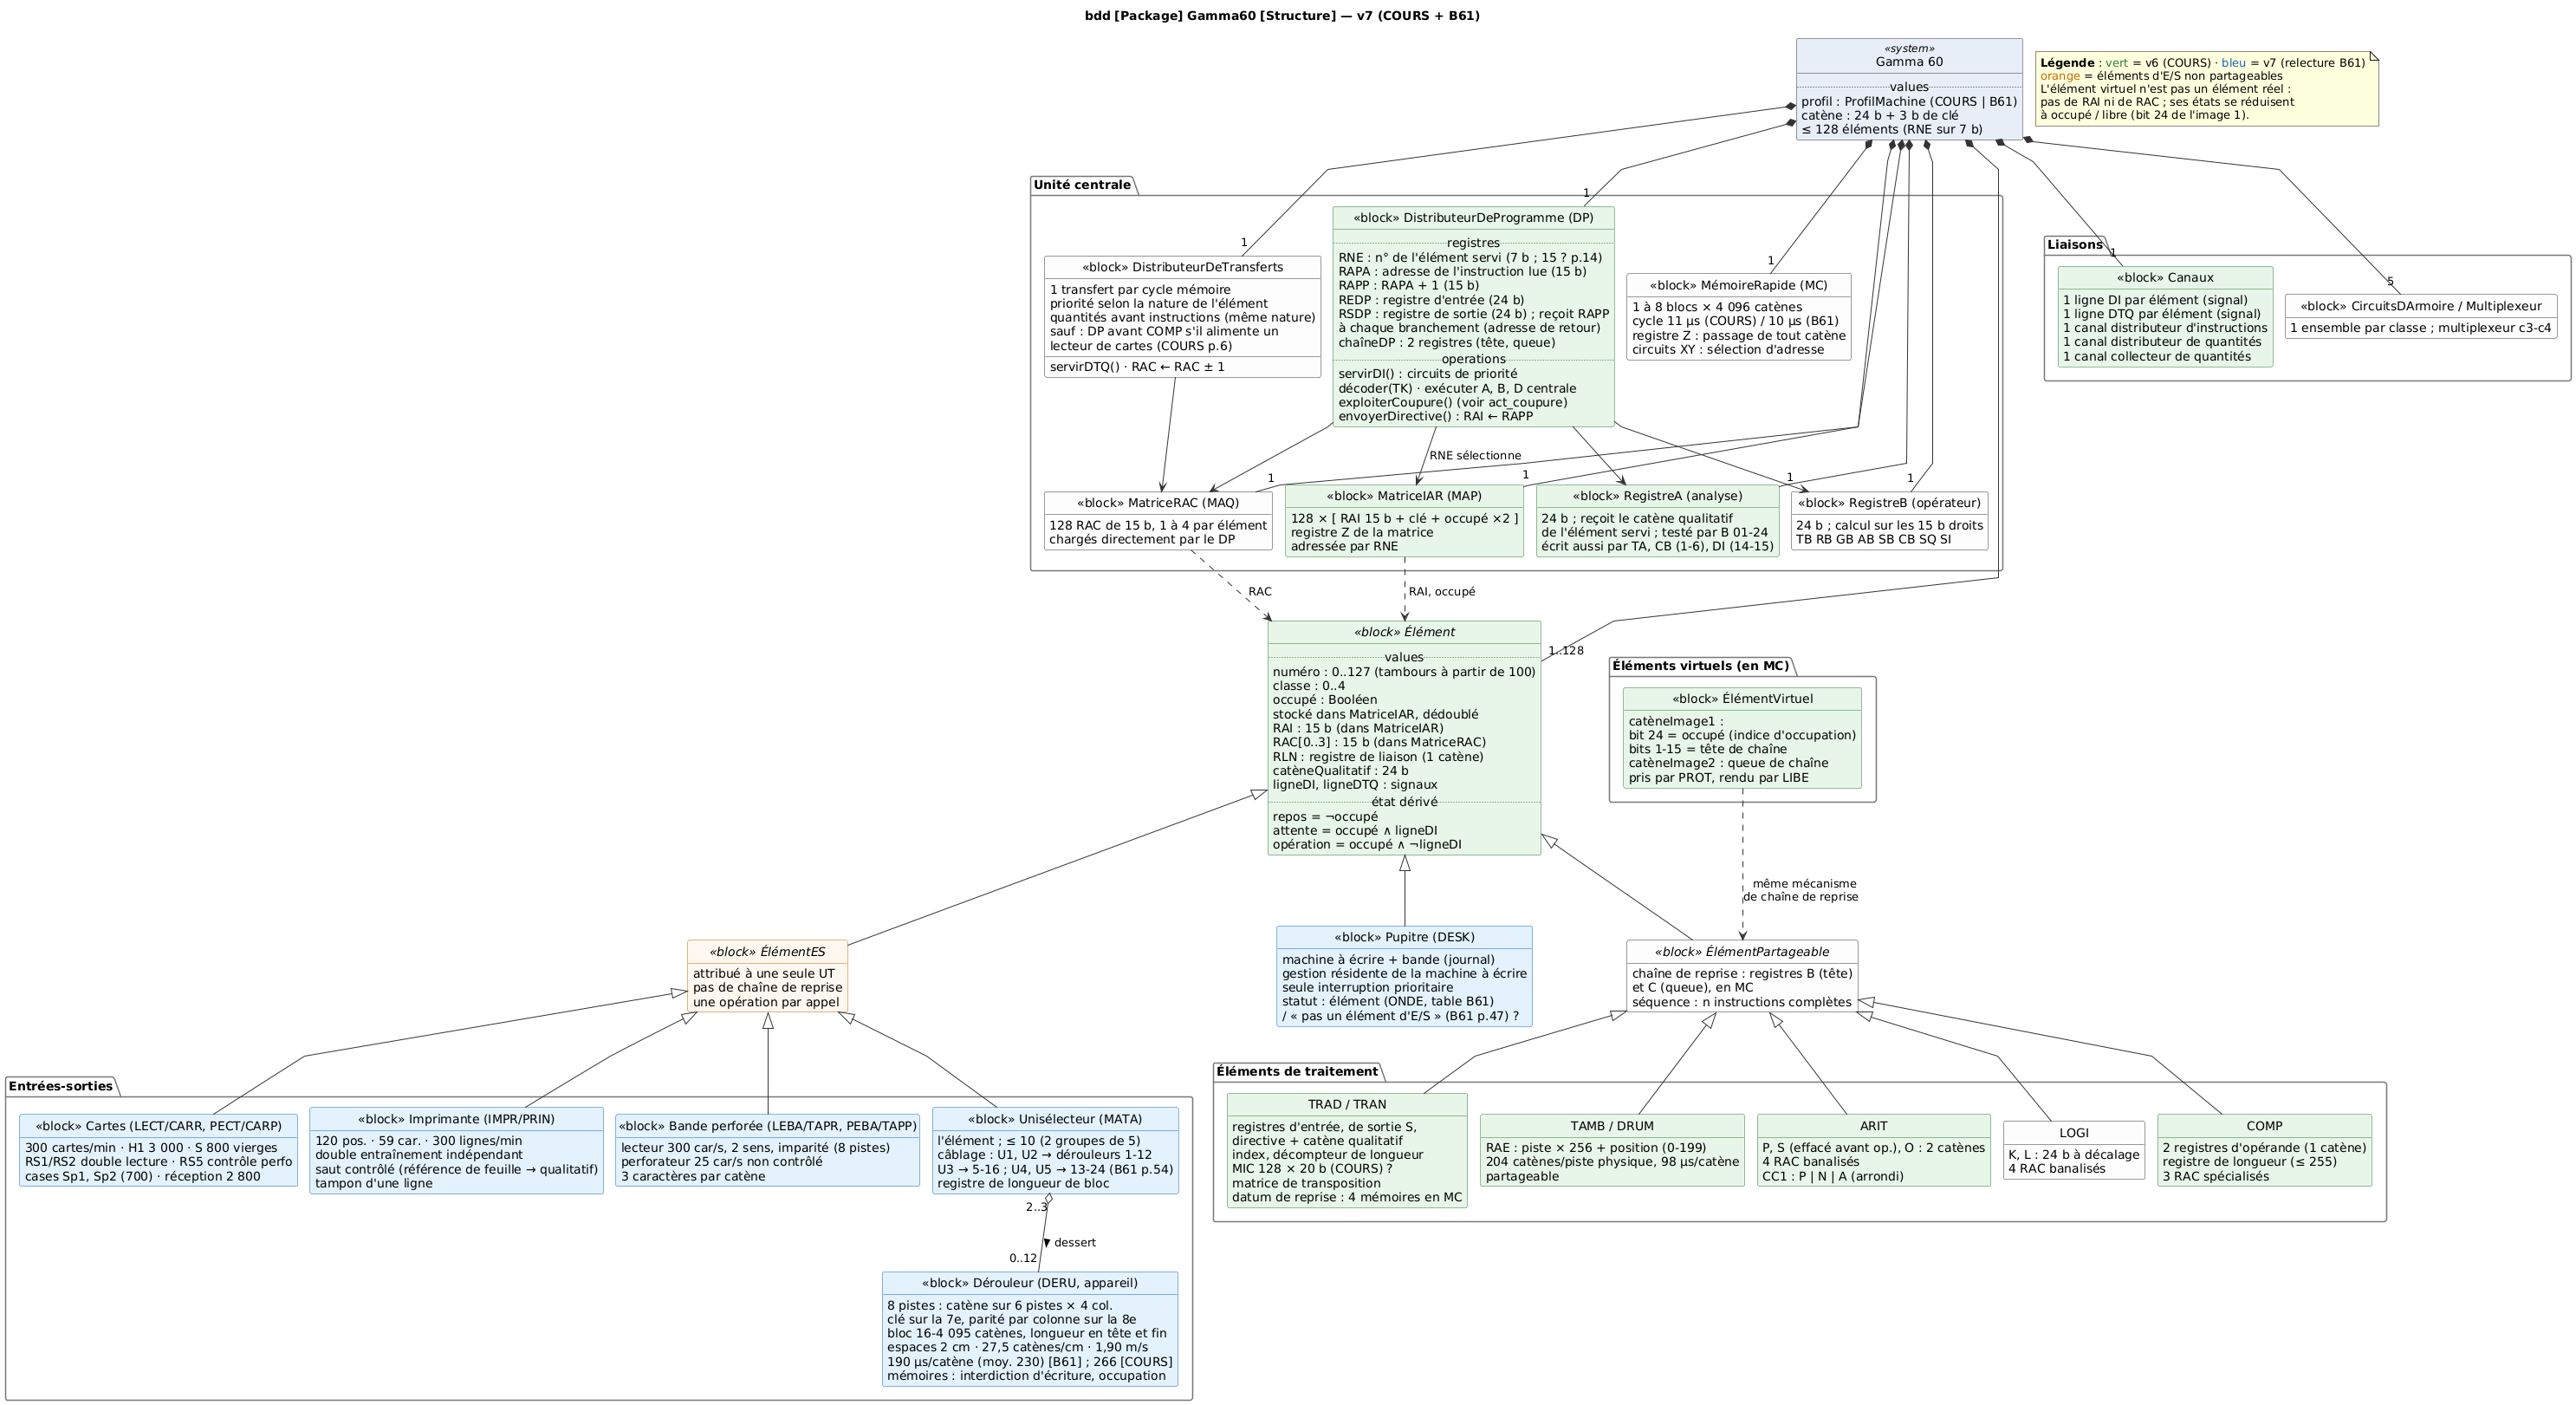 bdd [Package] Gamma60 [Structure] — v7 (COURS + B61)
«system»
Gamma 60
values
profil : ProfilMachine (COURS | B61)
catène : 24 b + 3 b de clé
≤ 128 éléments (RNE sur 7 b)
Légende : vert = v6 (COURS) · bleu = v7 (relecture B61)
orange = éléments d'E/S non partageables
L'élément virtuel n'est pas un élément réel :
pas de RAI ni de RAC ; ses états se réduisent
à occupé / libre (bit 24 de l'image 1).
Unité centrale
1
1
1
«block» DistributeurDeTransferts
1 transfert par cycle mémoire
priorité selon la nature de l'élément
quantités avant instructions (même nature)
sauf : DP avant COMP s'il alimente un
lecteur de cartes (COURS p.6)
servirDTQ() · RAC ← RAC ± 1
«block» DistributeurDeProgramme (DP)
registres
RNE : n° de l'élément servi (7 b ; 15 ? p.14)
RAPA : adresse de l'instruction lue (15 b)
RAPP : RAPA + 1 (15 b)
REDP : registre d'entrée (24 b)
RSDP : registre de sortie (24 b) ; reçoit RAPP
à chaque branchement (adresse de retour)
chaîneDP : 2 registres (tête, queue)
operations
servirDI() : circuits de priorité
décoder(TK) · exécuter A, B, D centrale
exploiterCoupure() (voir act_coupure)
envoyerDirective() : RAI ← RAPP
«block» MémoireRapide (MC)
1 à 8 blocs × 4 096 catènes
cycle 11 µs (COURS) / 10 µs (B61)
registre Z : passage de tout catène
circuits XY : sélection d'adresse
Liaisons
1
5
«block» Canaux
1 ligne DI par élément (signal)
1 ligne DTQ par élément (signal)
1 canal distributeur d'instructions
1 canal distributeur de quantités
1 canal collecteur de quantités
«block» CircuitsDArmoire / Multiplexeur
1 ensemble par classe ; multiplexeur c3-c4
RNE sélectionne
1
1
1
1
«block» MatriceRAC (MAQ)
128 RAC de 15 b, 1 à 4 par élément
chargés directement par le DP
«block» MatriceIAR (MAP)
128 × [ RAI 15 b + clé + occupé ×2 ]
registre Z de la matrice
adressée par RNE
«block» RegistreA (analyse)
24 b ; reçoit le catène qualitatif
de l'élément servi ; testé par B 01-24
écrit aussi par TA, CB (1-6), DI (14-15)
«block» RegistreB (opérateur)
24 b ; calcul sur les 15 b droits
TB RB GB AB SB CB SQ SI
RAC
RAI, occupé
1..128
«block» Élément
values
numéro : 0..127 (tambours à partir de 100)
classe : 0..4
occupé : Booléen
stocké dans MatriceIAR, dédoublé
RAI : 15 b (dans MatriceIAR)
RAC[0..3] : 15 b (dans MatriceRAC)
RLN : registre de liaison (1 catène)
catèneQualitatif : 24 b
ligneDI, ligneDTQ : signaux
état dérivé
repos = ¬occupé
attente = occupé ∧ ligneDI
opération = occupé ∧ ¬ligneDI
Éléments virtuels (en MC)
«block» ÉlémentVirtuel
catèneImage1 :
bit 24 = occupé (indice d'occupation)
bits 1-15 = tête de chaîne
catèneImage2 : queue de chaîne
pris par PROT, rendu par LIBE
même mécanisme
de chaîne de reprise
«block» ÉlémentES
attribué à une seule UT
pas de chaîne de reprise
une opération par appel
«block» Pupitre (DESK)
machine à écrire + bande (journal)
gestion résidente de la machine à écrire
seule interruption prioritaire
statut : élément (ONDE, table B61)
/ « pas un élément d'E/S » (B61 p.47) ?
«block» ÉlémentPartageable
chaîne de reprise : registres B (tête)
et C (queue), en MC
séquence : n instructions complètes
Entrées-sorties
«block» Cartes (LECT/CARR, PECT/CARP)
300 cartes/min · H1 3 000 · S 800 vierges
RS1/RS2 double lecture · RS5 contrôle perfo
cases Sp1, Sp2 (700) · réception 2 800
«block» Imprimante (IMPR/PRIN)
120 pos. · 59 car. · 300 lignes/min
double entraînement indépendant
saut contrôlé (référence de feuille → qualitatif)
tampon d'une ligne
«block» Bande perforée (LEBA/TAPR, PEBA/TAPP)
lecteur 300 car/s, 2 sens, imparité (8 pistes)
perforateur 25 car/s non contrôlé
3 caractères par catène
«block» Unisélecteur (MATA)
l'élément ; ≤ 10 (2 groupes de 5)
câblage : U1, U2 → dérouleurs 1-12
U3 → 5-16 ; U4, U5 → 13-24 (B61 p.54)
registre de longueur de bloc
2..3
dessert
0..12
«block» Dérouleur (DERU, appareil)
8 pistes : catène sur 6 pistes × 4 col.
clé sur la 7e, parité par colonne sur la 8e
bloc 16-4 095 catènes, longueur en tête et fin
espaces 2 cm · 27,5 catènes/cm · 1,90 m/s
190 µs/catène (moy. 230) [B61] ; 266 [COURS]
mémoires : interdiction d'écriture, occupation
Éléments de traitement
TRAD / TRAN
registres d'entrée, de sortie S,
directive + catène qualitatif
index, décompteur de longueur
MIC 128 × 20 b (COURS) ?
matrice de transposition
datum de reprise : 4 mémoires en MC
TAMB / DRUM
RAE : piste × 256 + position (0-199)
204 catènes/piste physique, 98 µs/catène
partageable
ARIT
P, S (effacé avant op.), O : 2 catènes
4 RAC banalisés
CC1 : P | N | A (arrondi)
LOGI
K, L : 24 b à décalage
4 RAC banalisés
COMP
2 registres d'opérande (1 catène)
registre de longueur (≤ 255)
3 RAC spécialisés